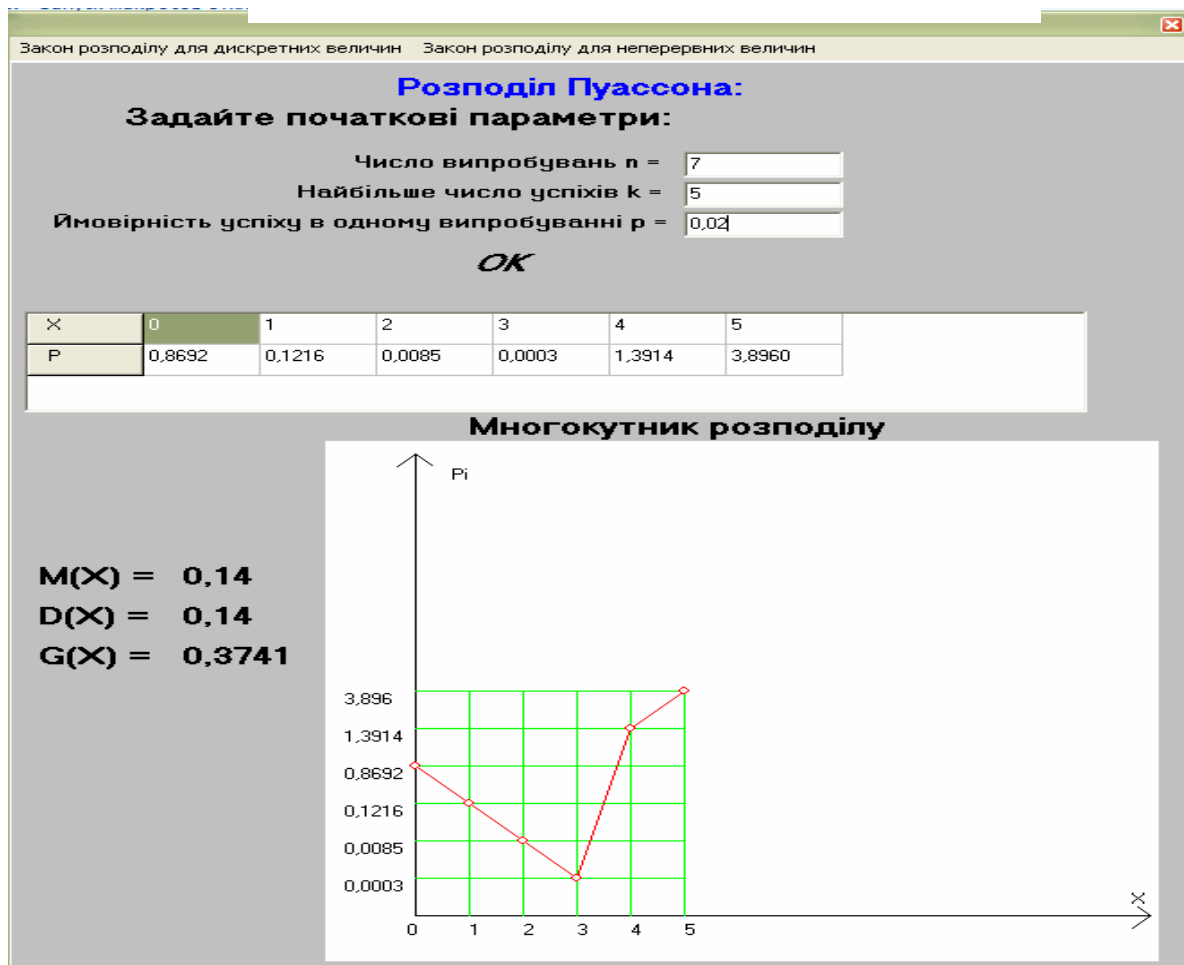 Закон розподілу для дискретних величин Закон розподілу для неперервних величин
Розподіл Пуассона:
Задайте початкові параметри:
Число випробувань n = 7
Найбільше число успіхів k = 5
Ймовірність успіху в одному випробуванні p = 0,02
OK
X 0 1 2 3 4 5
P 0,8692 0,1216 0,0085 0,0003 1,3914 3,8960
Многокутник розподілу
Pi
M(X) = 0,14
D(X) = 0,14
G(X) = 0,3741
3,896
1,3914
0,8692
0,1216
0,0085
0,0003
X
0 1 2 3 4 5